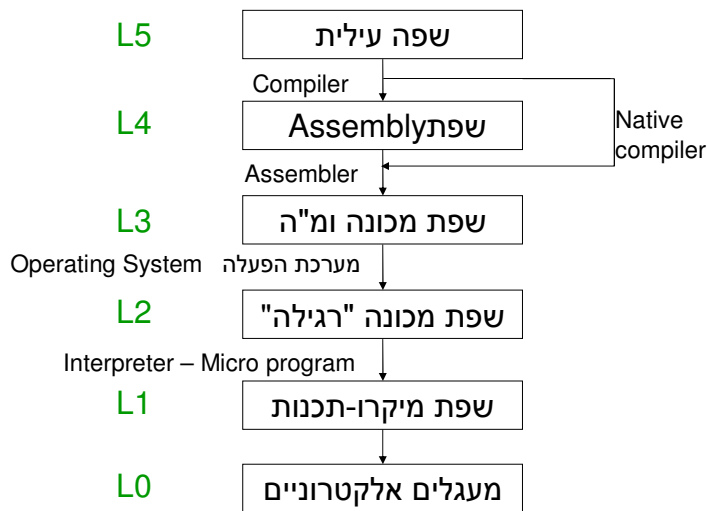 L5
שפה עילית
Compiler
L4
שפתAssembly
Native
compiler
Assembler
L3
שפת מכונה ומ"ה
Operating System מערכת הפעלה
L2
שפת מכונה "רגילה"
Interpreter – Micro program
L1
שפת מיקרו-תכנות
L0
מעגלים אלקטרוניים